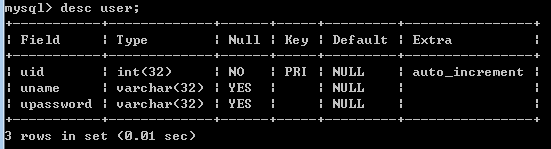 mysql> desc user;
+-----------+-------------+------+-----+---------+----------------+
| Field     | Type        | Null | Key | Default | Extra          |
+-----------+-------------+------+-----+---------+----------------+
| uid       | int(32)     | NO   | PRI | NULL    | auto_increment |
| uname     | varchar(32) | YES  |     | NULL    |                |
| upassword | varchar(32) | YES  |     | NULL    |                |
+-----------+-------------+------+-----+---------+----------------+
3 rows in set (0.01 sec)